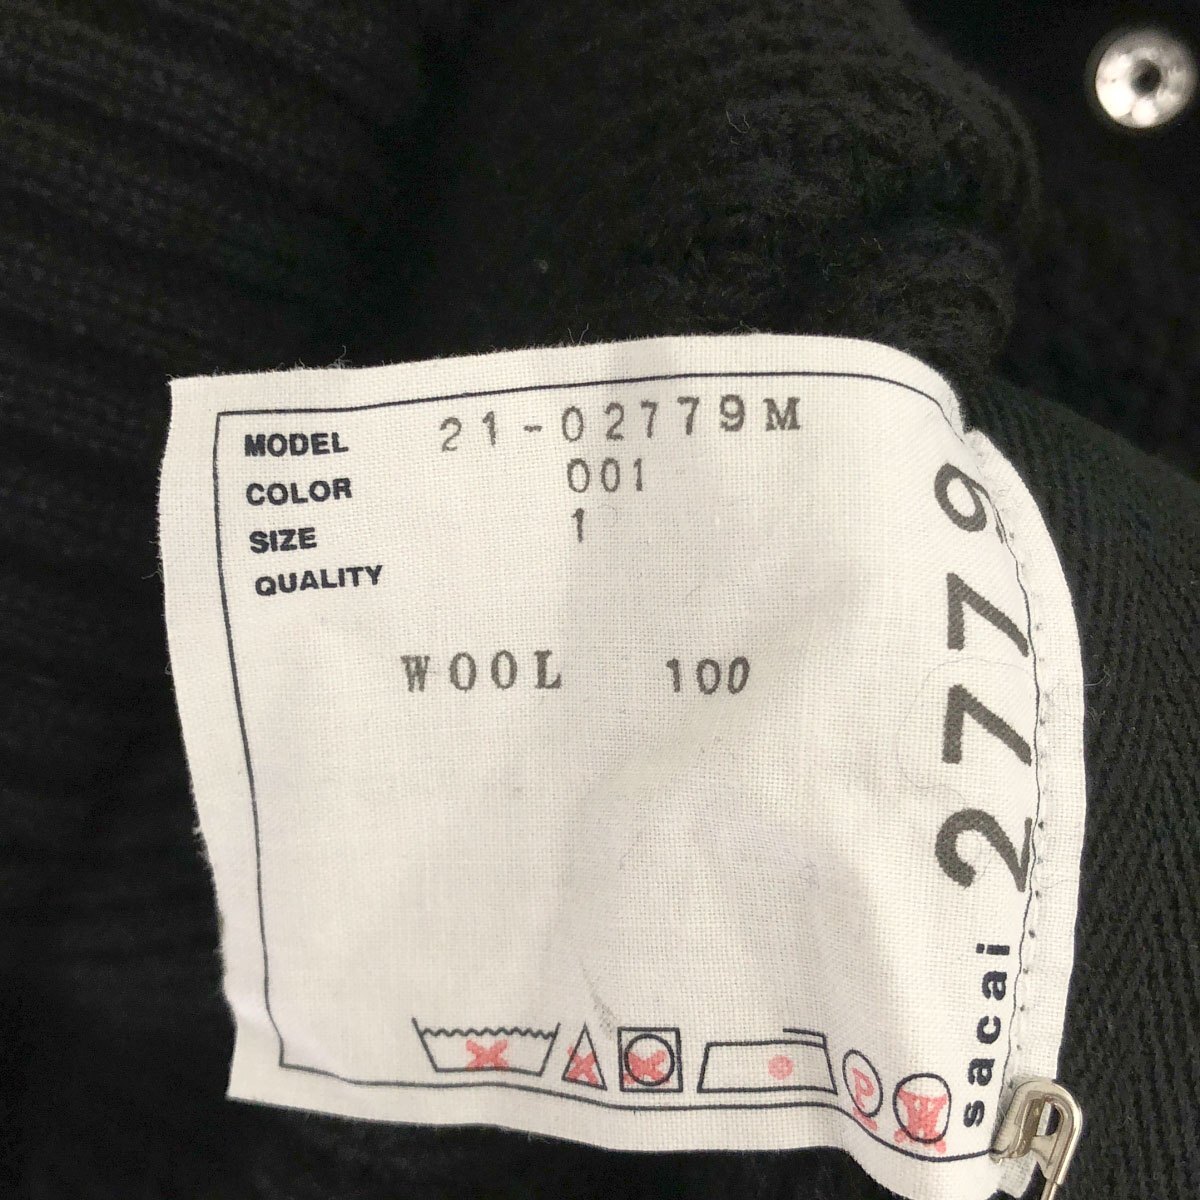 MODEL 21-02779M
COLOR 001
SIZE 1
QUALITY
WOOL 100
sacai 2779
P
W